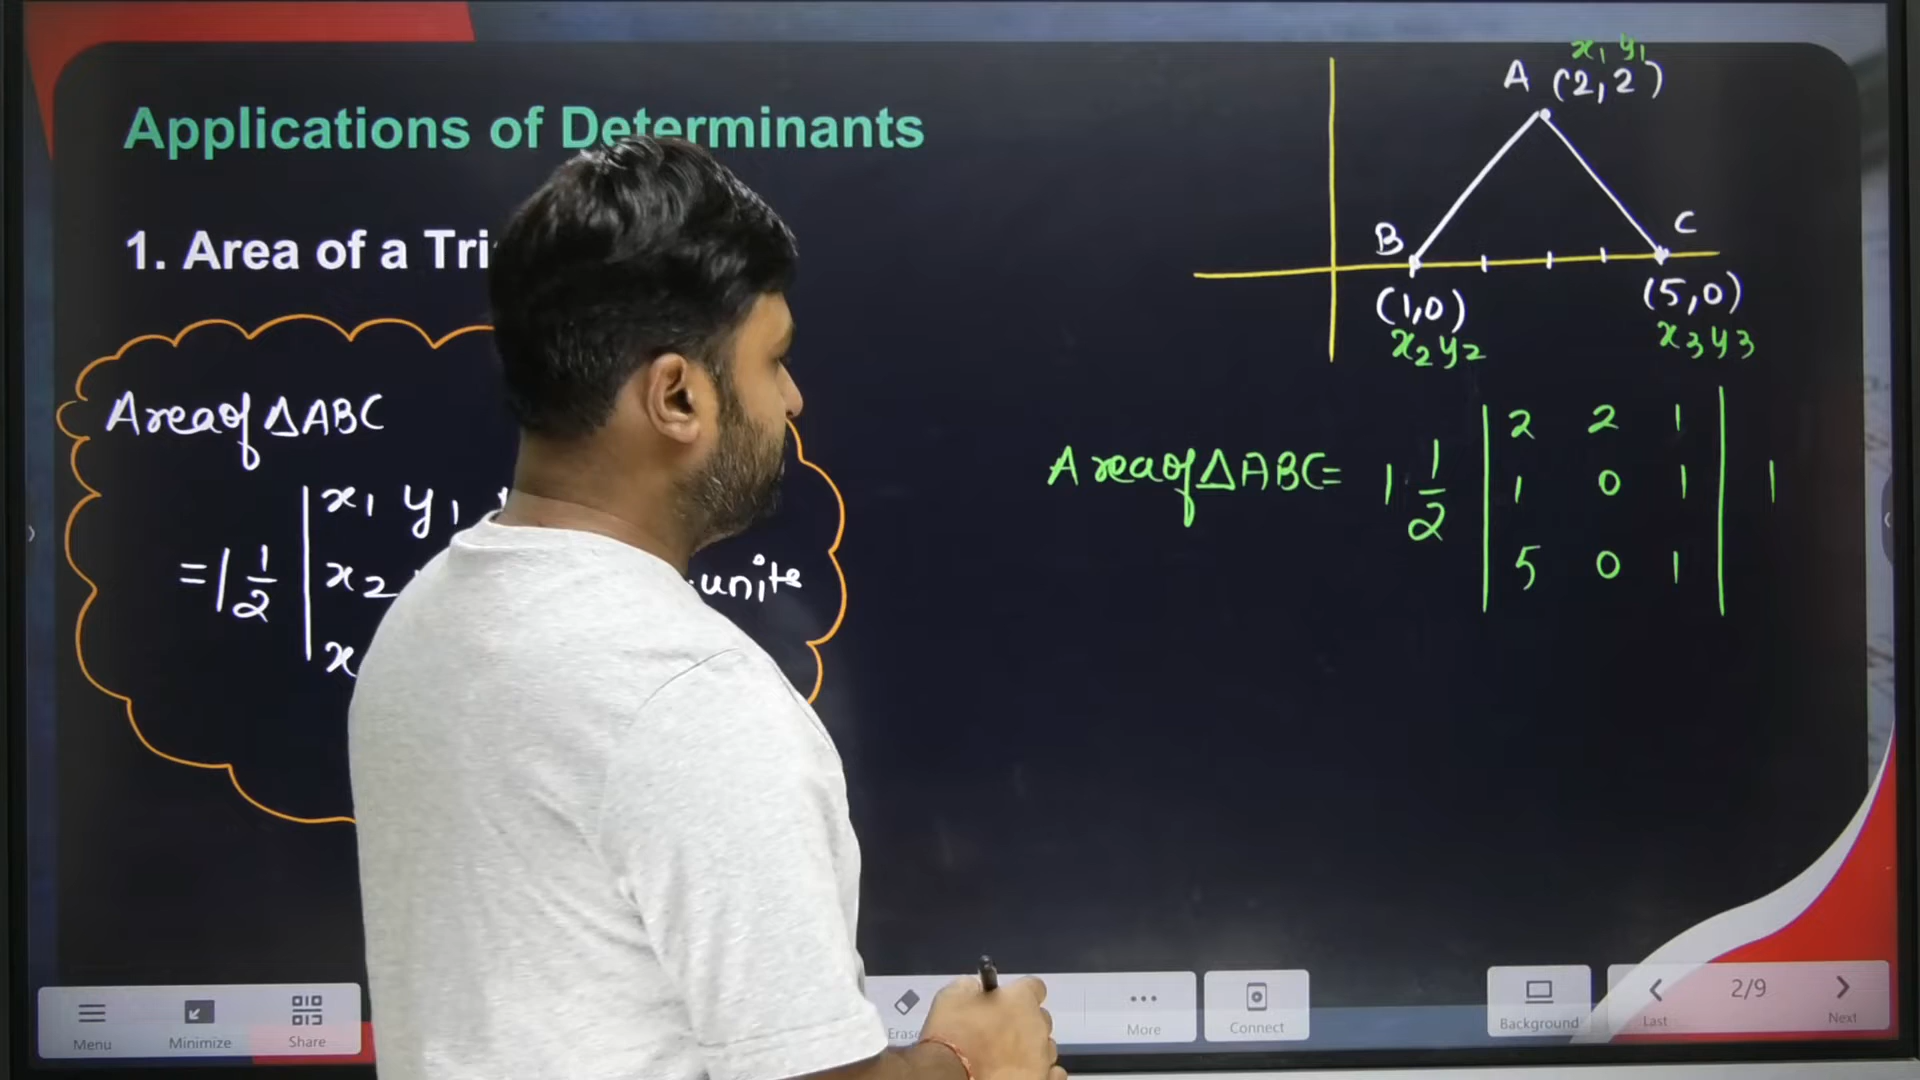 Applications of Determinants
1. Area of a Tri
Area of ΔABC
x₁ y₁
= | 1/2 | x₂
x
units
x₁ y₁
A (2,2)
B
C
(1,0)
(5,0)
x₂ y₂
x₃ y₃
Area of ΔABC = | 1/2 | 2 2 1
1 0 1 | |
5 0 1
Menu
Minimize
Share
Erase
More
Connect
Background
Last
2/9
Next